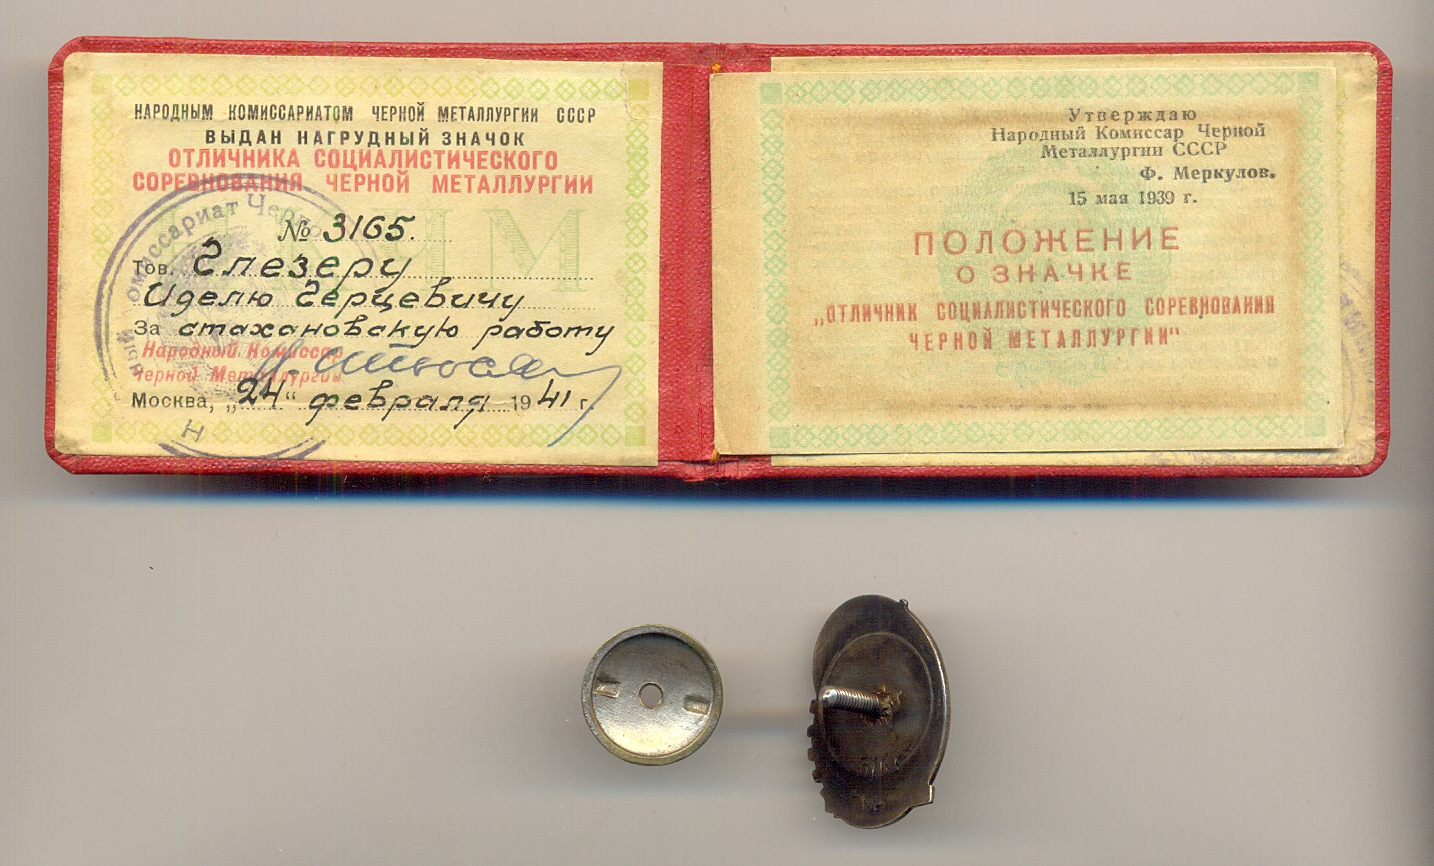 НАРОДНЫМ КОМИССАРИАТОМ ЧЕРНОЙ МЕТАЛЛУРГИИ СССР
ВЫДАН НАГРУДНЫЙ ЗНАЧОК
ОТЛИЧНИКА СОЦИАЛИСТИЧЕСКОГО
СОРЕВНОВАНИЯ ЧЕРНОЙ МЕТАЛЛУРГИИ
№ 3165.
Тов. Глезеру
Иделю Герцевичу
За стахановскую работу
Народный Комиссар
Черной Металлургии
Москва, „24" февраля 1941 г.
Утверждаю
Народный Комиссар Черной
Металлургии СССР
Ф. Меркулов.
15 мая 1939 г.
ПОЛОЖЕНИЕ
О ЗНАЧКЕ
„ОТЛИЧНИК СОЦИАЛИСТИЧЕСКОГО СОРЕВНОВАНИЯ
ЧЕРНОЙ МЕТАЛЛУРГИИ"